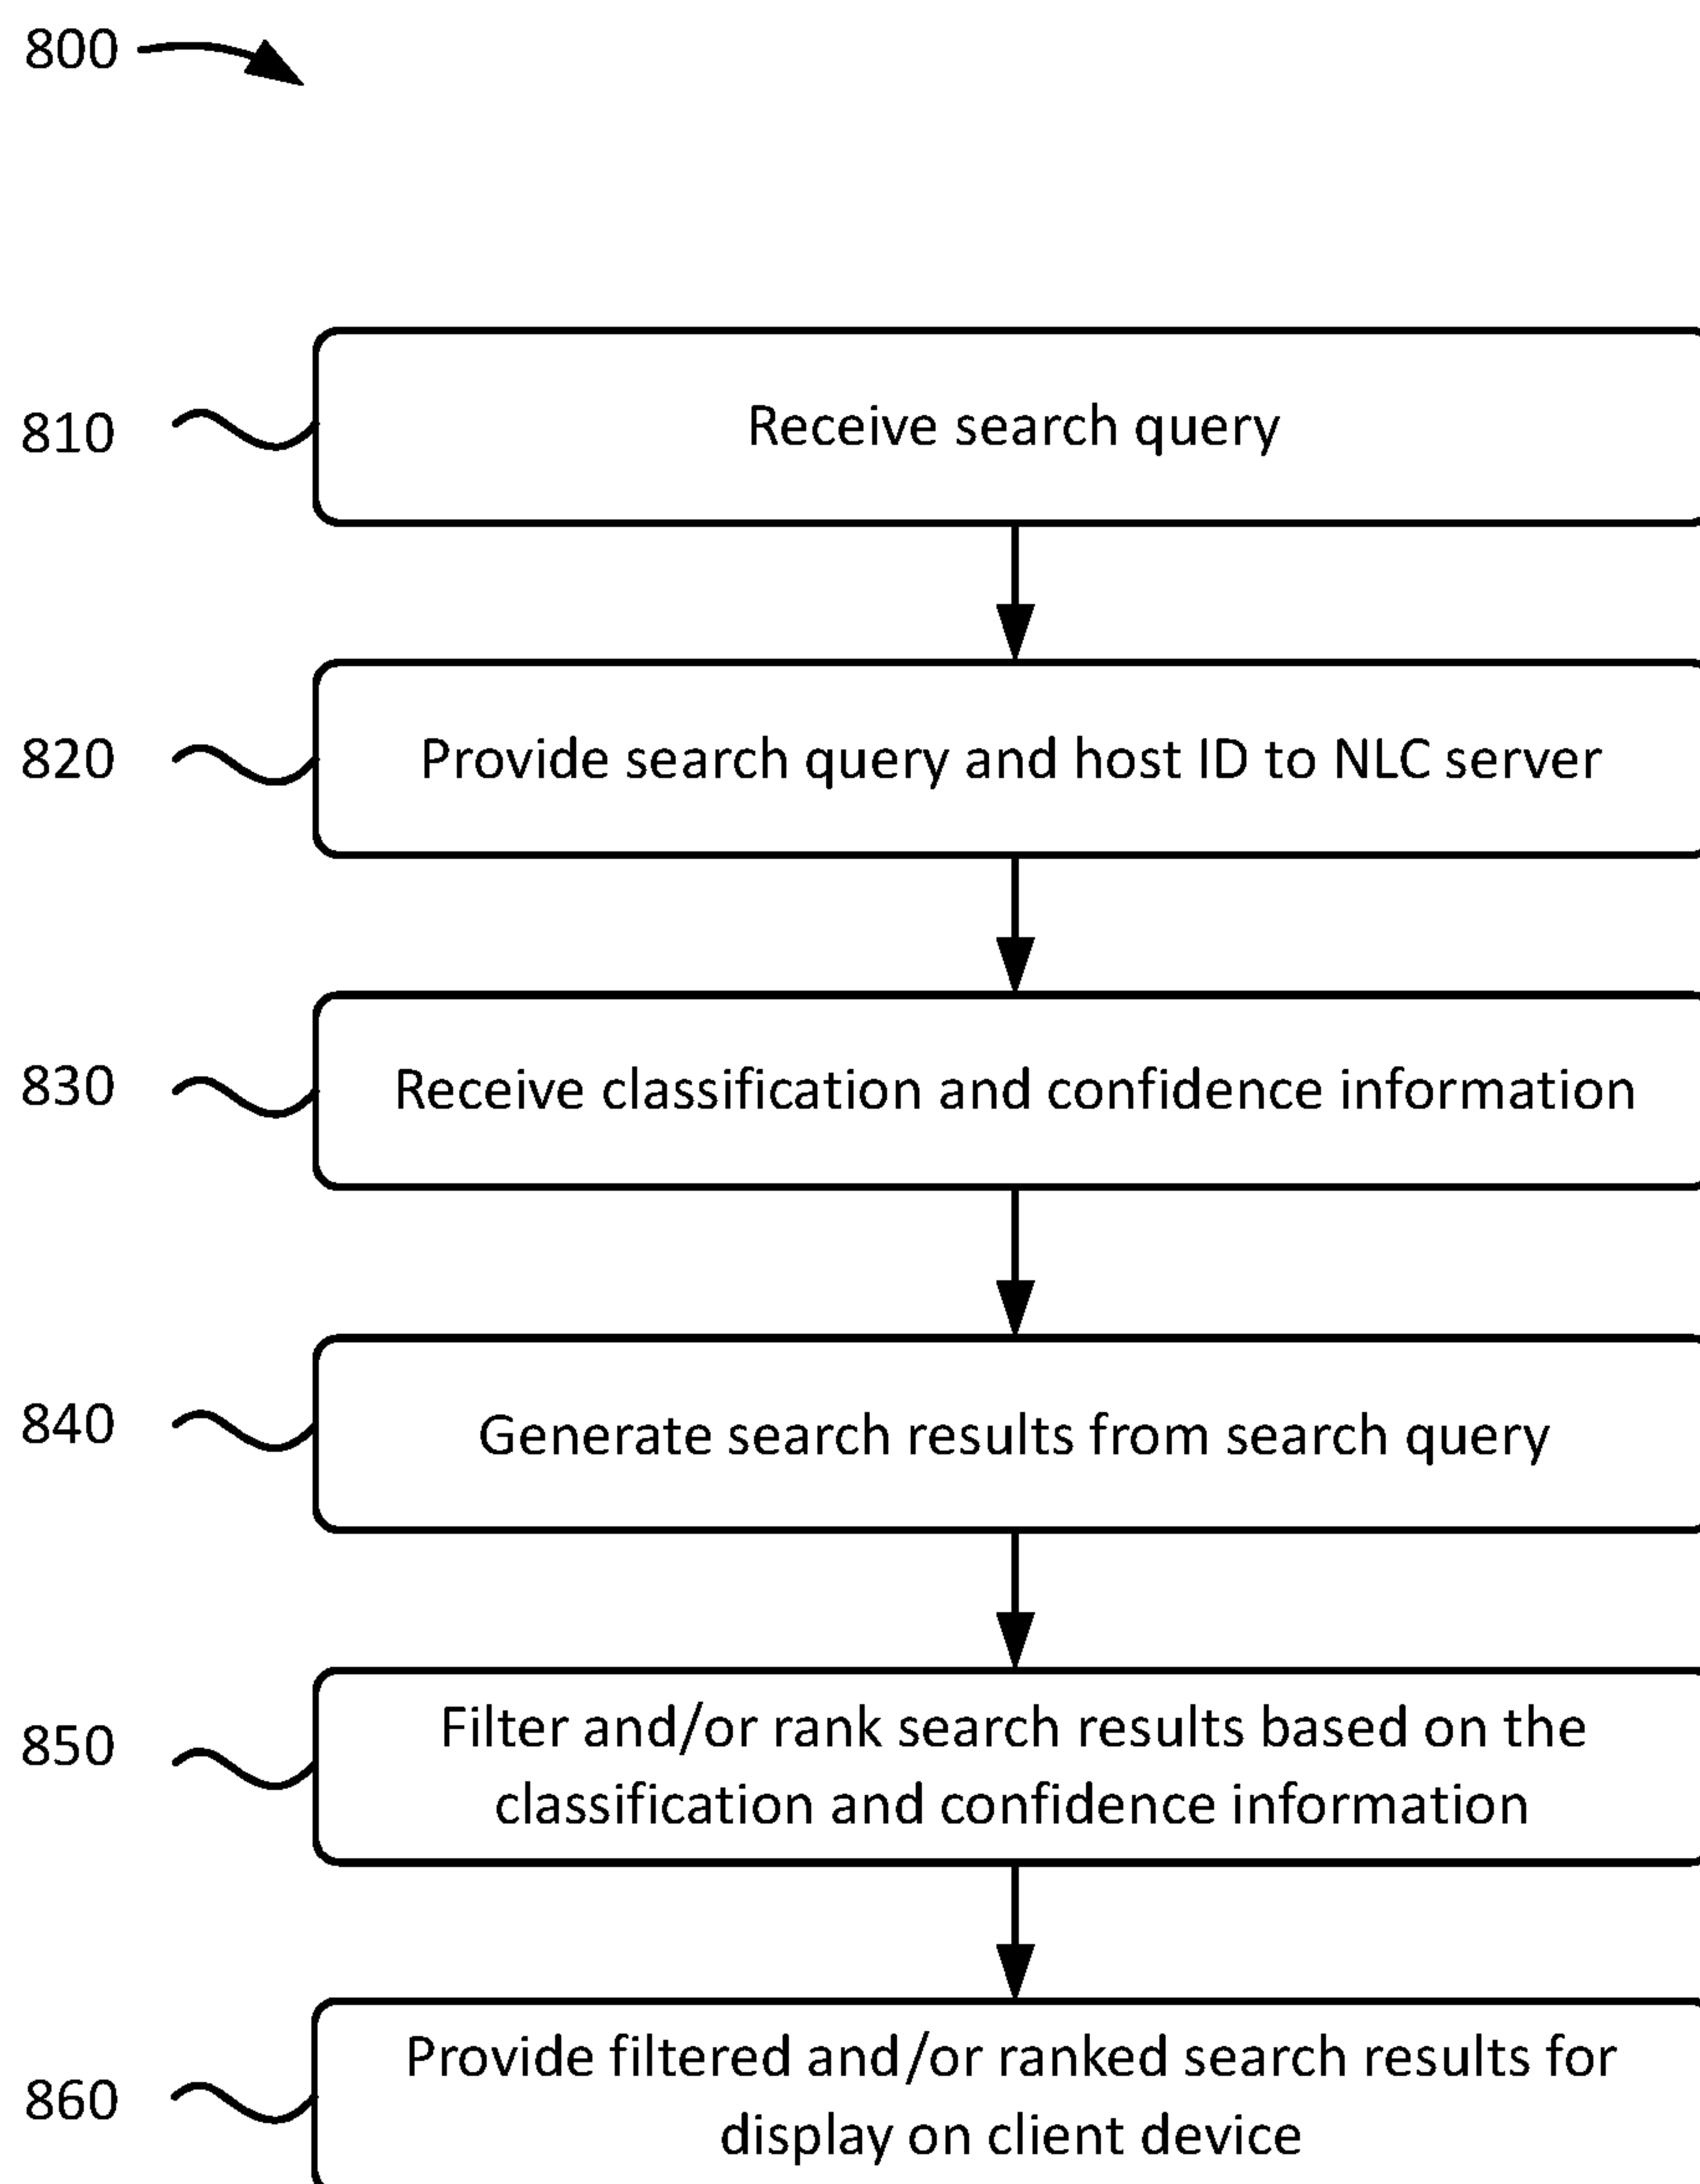 800
810
Receive search query
820
Provide search query and host ID to NLC server
830
Receive classification and confidence information
840
Generate search results from search query
850
Filter and/or rank search results based on the
classification and confidence information
860
Provide filtered and/or ranked search results for
display on client device